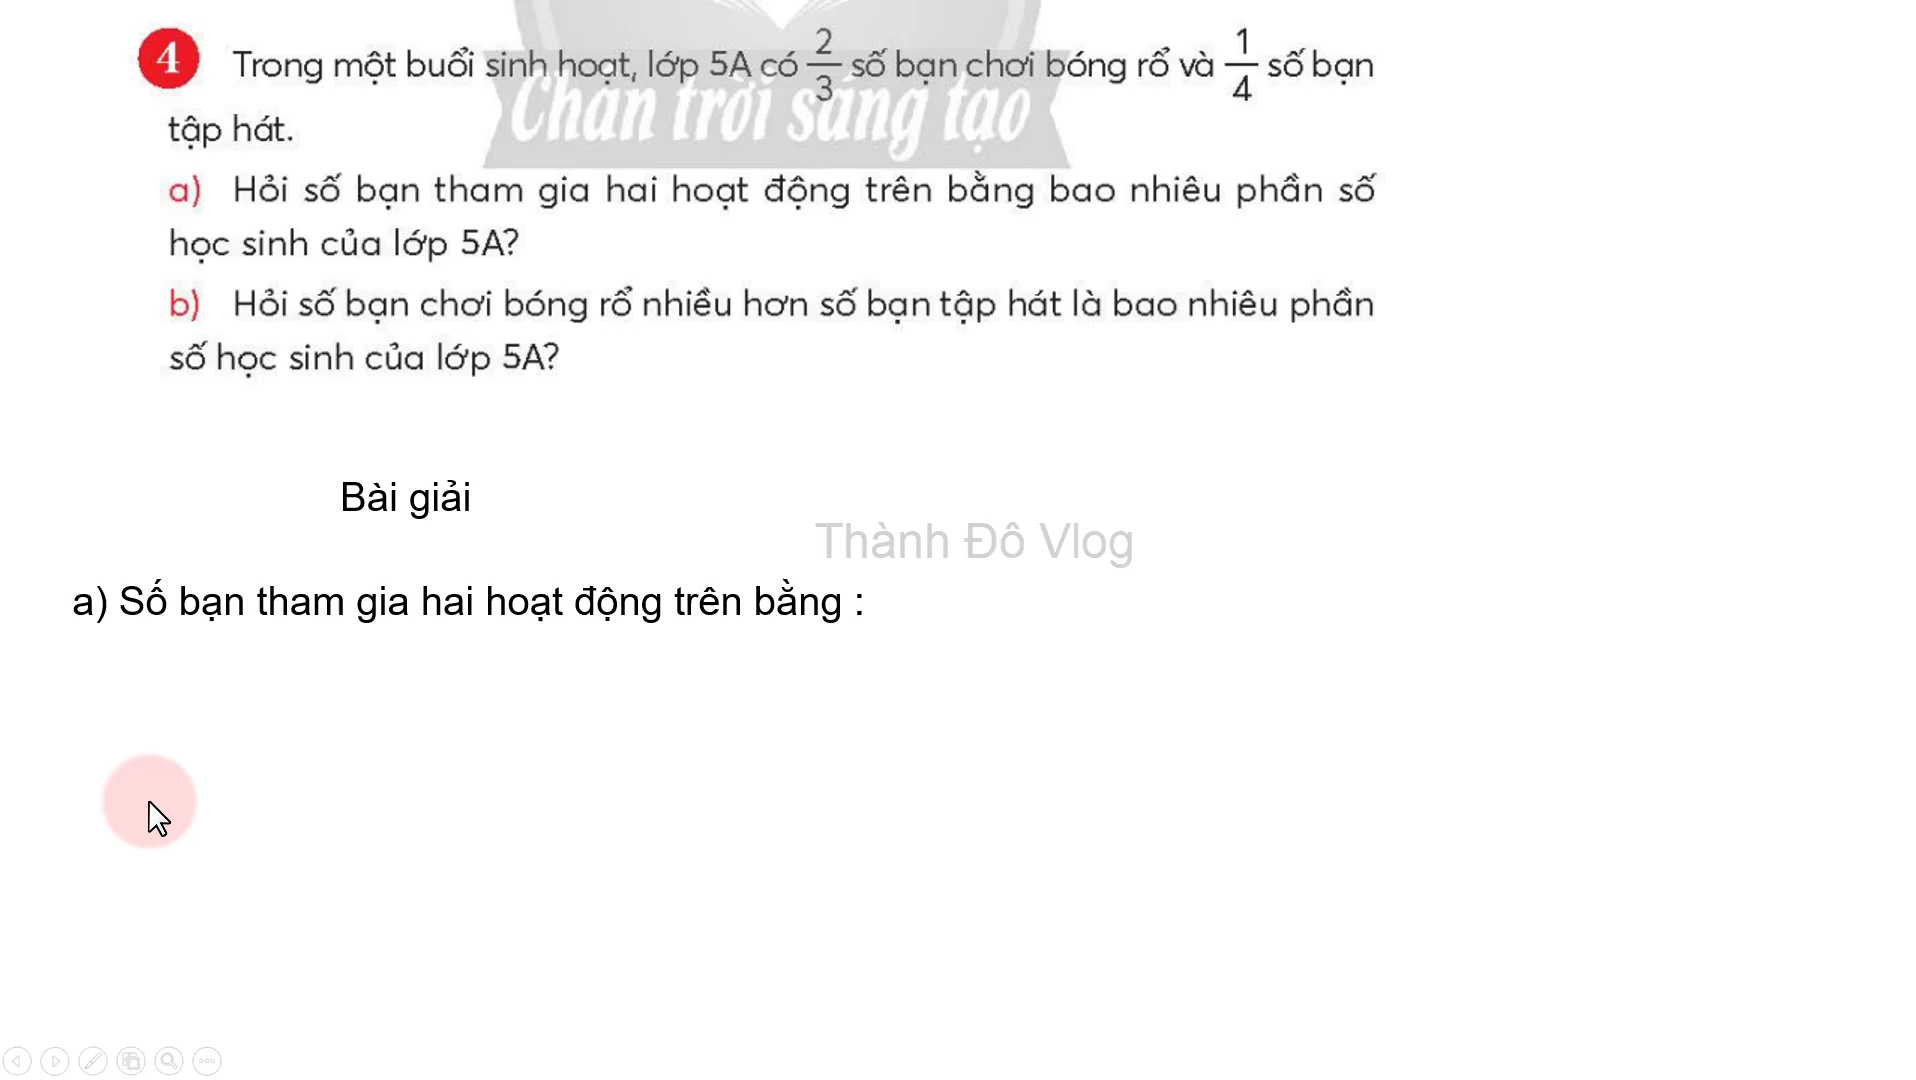 4 Trong một buổi sinh hoạt, lớp 5A có 2/3 số bạn chơi bóng rổ và 1/4 số bạn
tập hát.
Chân trời sáng tạo
a) Hỏi số bạn tham gia hai hoạt động trên bằng bao nhiêu phần số
học sinh của lớp 5A?
b) Hỏi số bạn chơi bóng rổ nhiều hơn số bạn tập hát là bao nhiêu phần
số học sinh của lớp 5A?
Bài giải
Thành Đô Vlog
a) Số bạn tham gia hai hoạt động trên bằng :